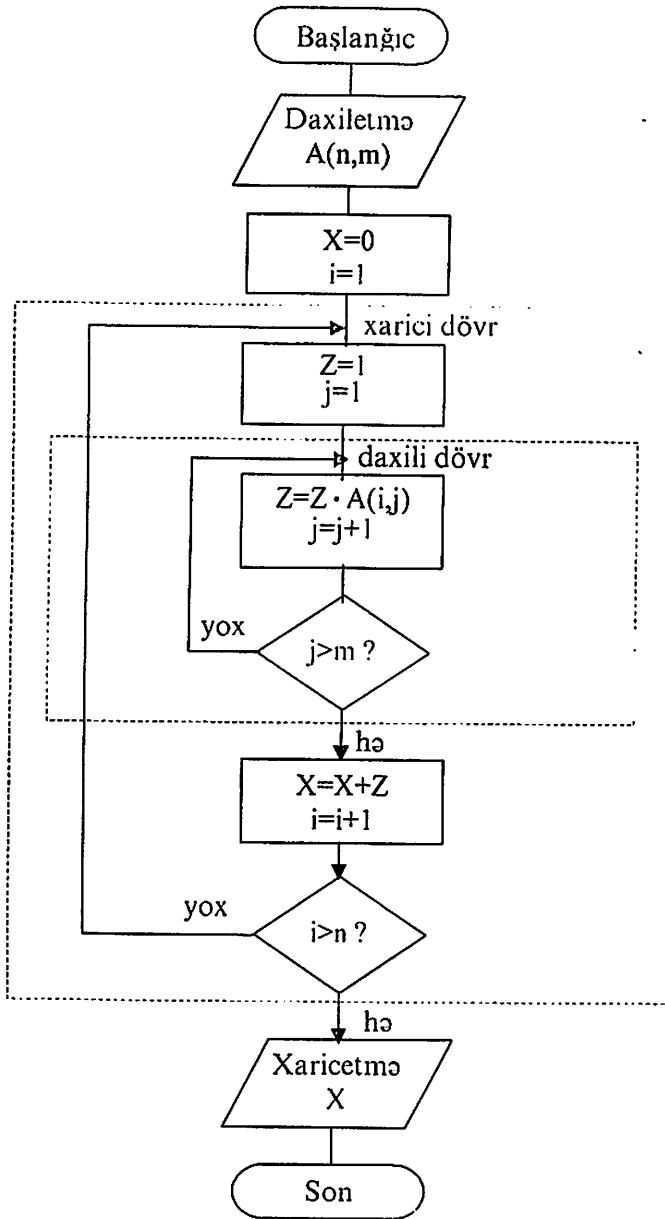 Başlanğıc
Daxiletmə
A(n,m)
X=0
i=1
xarici dövr
Z=1
j=1
daxili dövr
Z=Z · A(i,j)
j=j+1
yox
j>m ?
hə
X=X+Z
i=i+1
yox
i>n ?
hə
Xaricetmə
X
Son